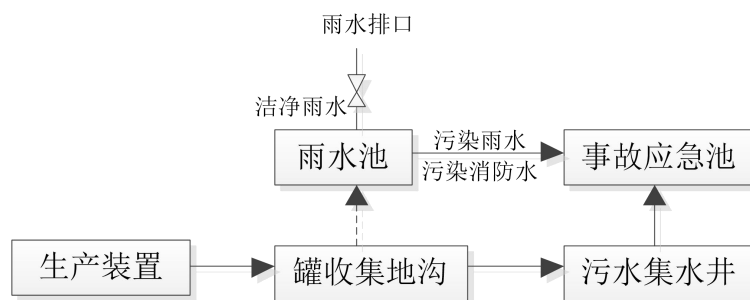 雨水排口
洁净雨水
污染雨水
雨水池
事故应急池
污染消防水
生产装置
罐收集地沟
污水集水井